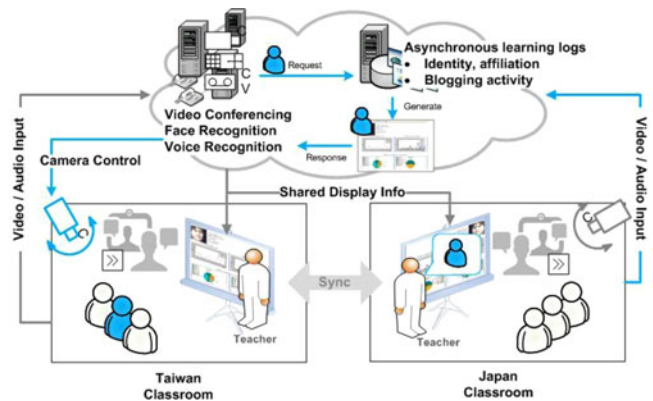 C
V
Request
Asynchronous learning logs
• Identity, affiliation
• Blogging activity
Generate
Video Conferencing
Face Recognition
Voice Recognition
Response
Camera Control
Video / Audio Input
Video / Audio Input
Shared Display Info
Sync
Teacher
Teacher
Taiwan
Classroom
Japan
Classroom